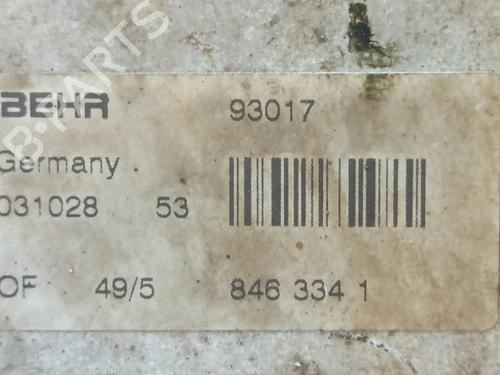 BEHR 93017
Germany
031028 53
OF 49/5 846 334 1
B-PARTS